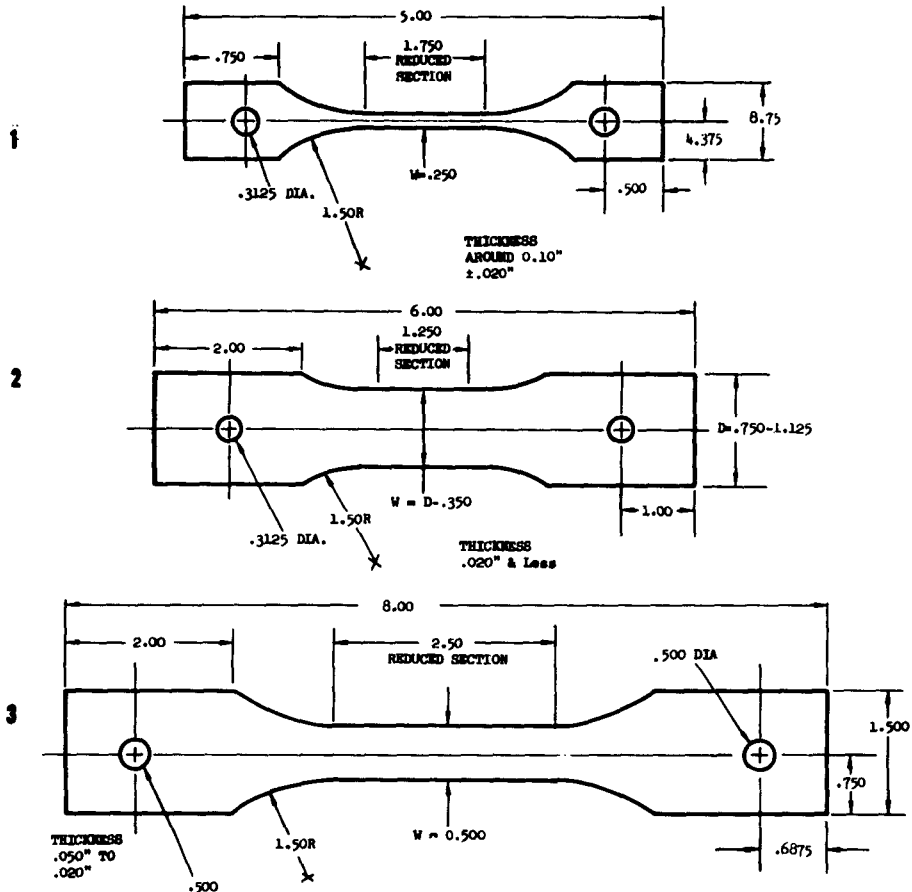 5.00
.750
1.750
REDUCED
SECTION
1
8.75
4.375
W=.250
.500
.3125 DIA.
1.50R
THICKNESS
AROUND 0.10"
±.020"
6.00
1.250
REDUCED
SECTION
2.00
2
D=.750-1.125
W = D-.350
1.50R
1.00
.3125 DIA.
THICKNESS
.020" & Less
8.00
2.00
2.50
REDUCED SECTION
.500 DIA
3
1.500
.750
THICKNESS
.050" TO
.020"
1.50R
W = 0.500
.6875
.500